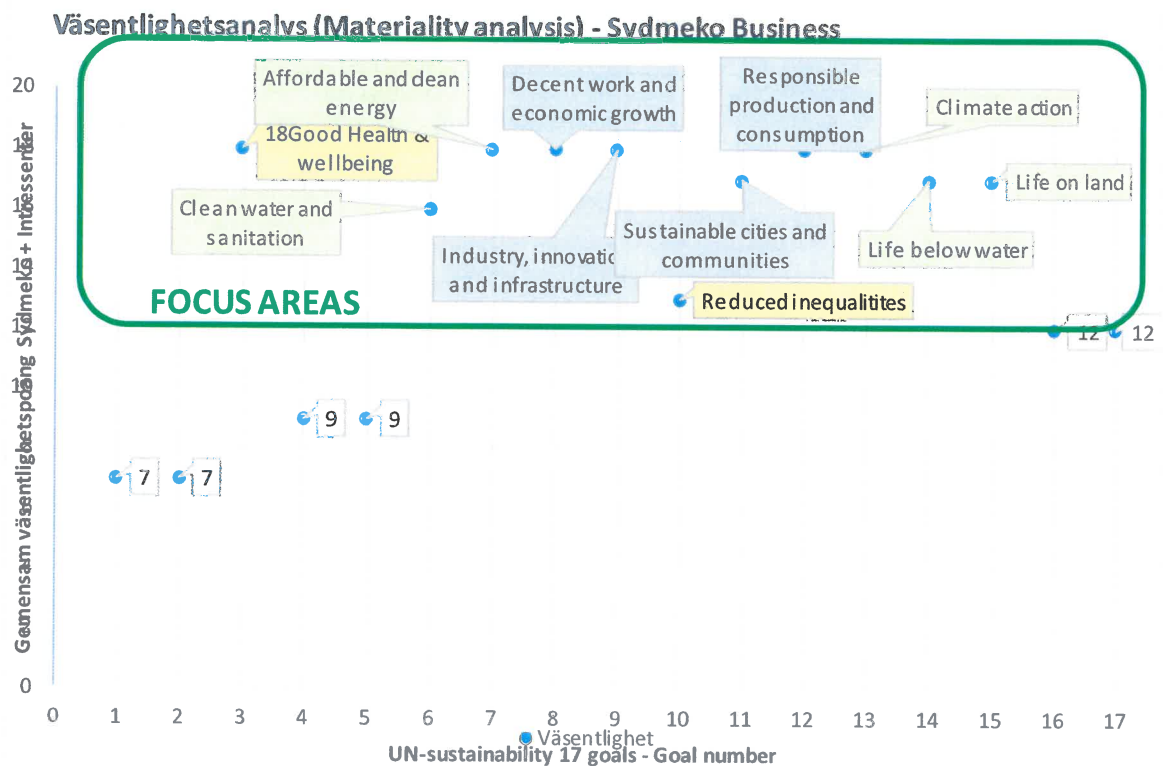 Väsentlighetsanalys (Materiality analysis) - Sydmeko Business
20
Affordable and clean
energy
Decent work and
economic growth
Responsible
production and
consumption
Climate action
18Good Health &
wellbeing
Life on land
Clean water and
sanitation
Industry, innovatio
and infrastructure
Sustainable cities and
communities
Life below water
FOCUS AREAS
Reduced inequalitites
12
12
9
9
7
7
0
Gemensam väsentlighetspoäng Sydmeko + Intressenter
0 1 2 3 4 5 6 7 8 9 10 11 12 13 14 15 16 17
Väsentlighet
UN-sustainability 17 goals - Goal number